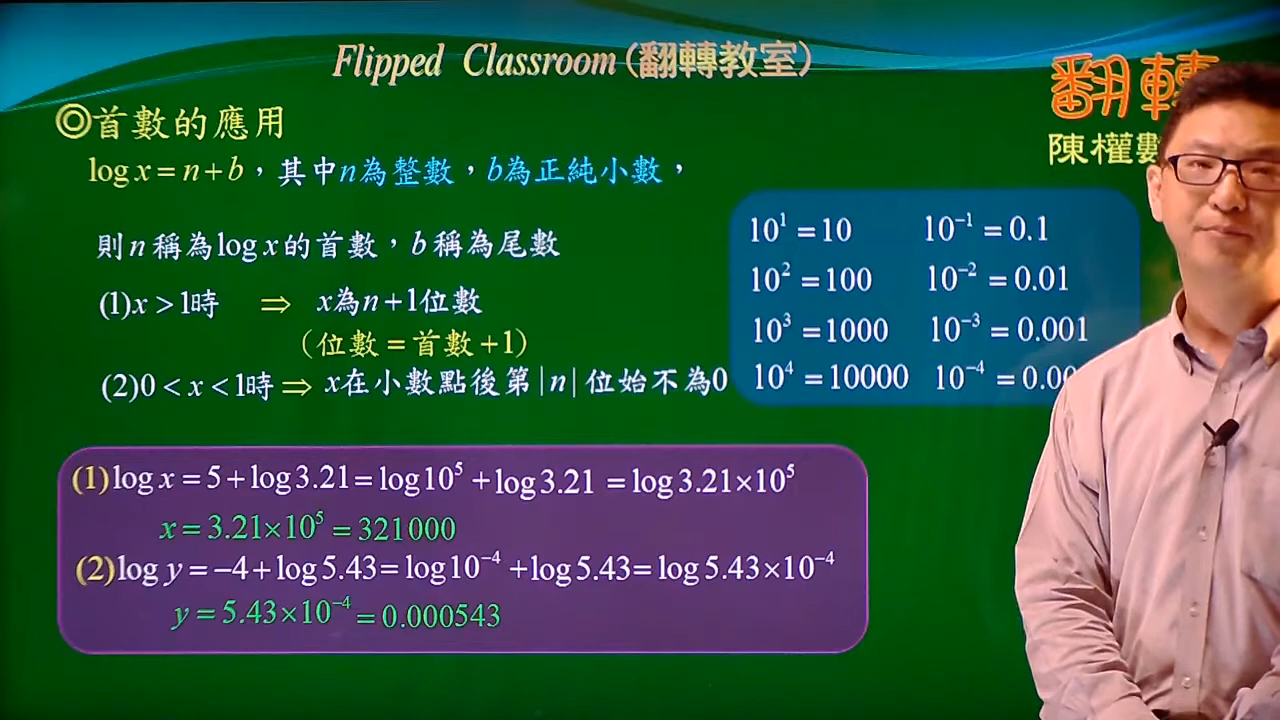 Flipped Classroom(翻轉教室)
翻轉
陳權數
◎首數的應用
log x = n + b，其中n為整數，b為正純小數，
則n稱為log x的首數，b稱為尾數
(1)x > 1時 ⇒ x為n+1位數
（位數＝首數+1）
(2)0 < x < 1時⇒ x在小數點後第|n|位始不為0
10¹ = 10 10⁻¹ = 0.1
10² = 100 10⁻² = 0.01
10³ = 1000 10⁻³ = 0.001
10⁴ = 10000 10⁻⁴ = 0.00
(1)log x = 5 + log 3.21 = log10⁵ + log 3.21 = log 3.21×10⁵
x = 3.21×10⁵ = 321000
(2)log y = −4 + log 5.43 = log10⁻⁴ + log 5.43 = log 5.43×10⁻⁴
y = 5.43×10⁻⁴ = 0.000543